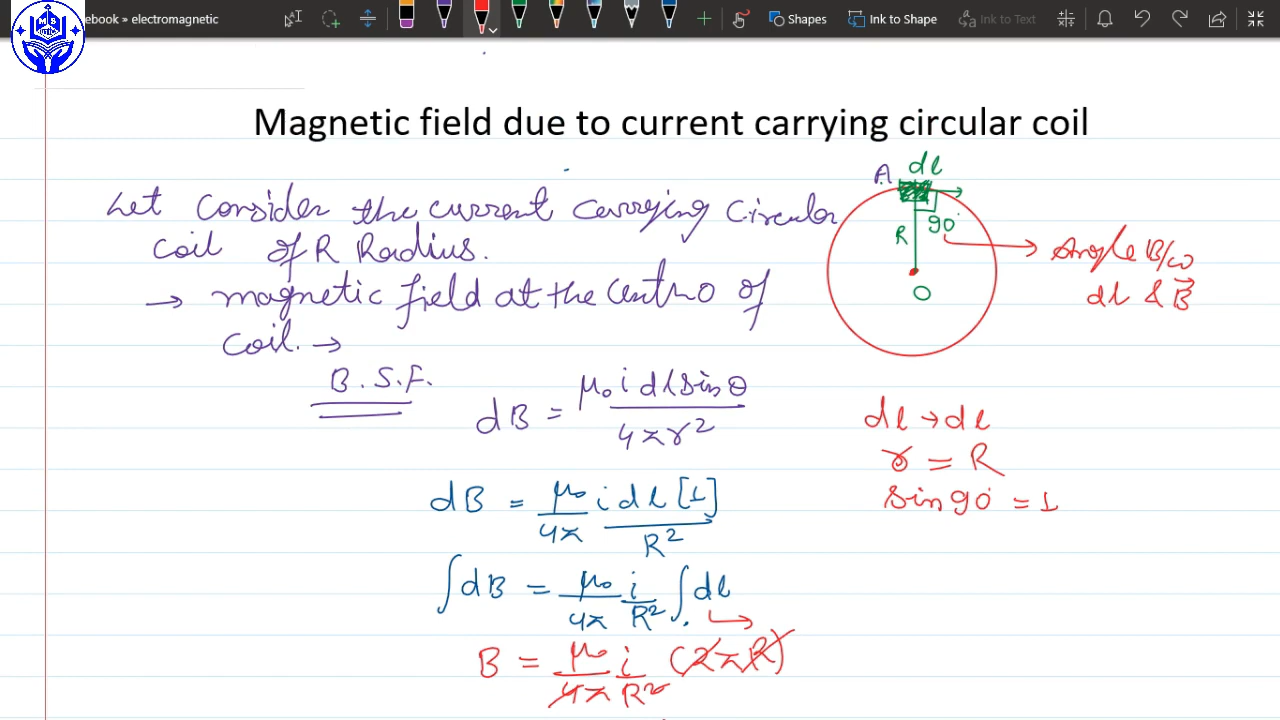 ebook » electromagnetic
Shapes Ink to Shape Ink to Text
Magnetic field due to current carrying circular coil
Let Consider the current carrying circular
coil of R Radius.
→ magnetic field at the centre of
coil. →
A dl
R 90°
O
Angle B/w
dl & B⃗
B.S.F.
dB = μ₀ i dl sin θ / 4πr²
dl → dl
r = R
sin 90° = 1
dB = μ₀/4π i dl [1] / R²
∫dB = μ₀/4π i/R² ∫dl
B = μ₀/4π i/R² (2πR)